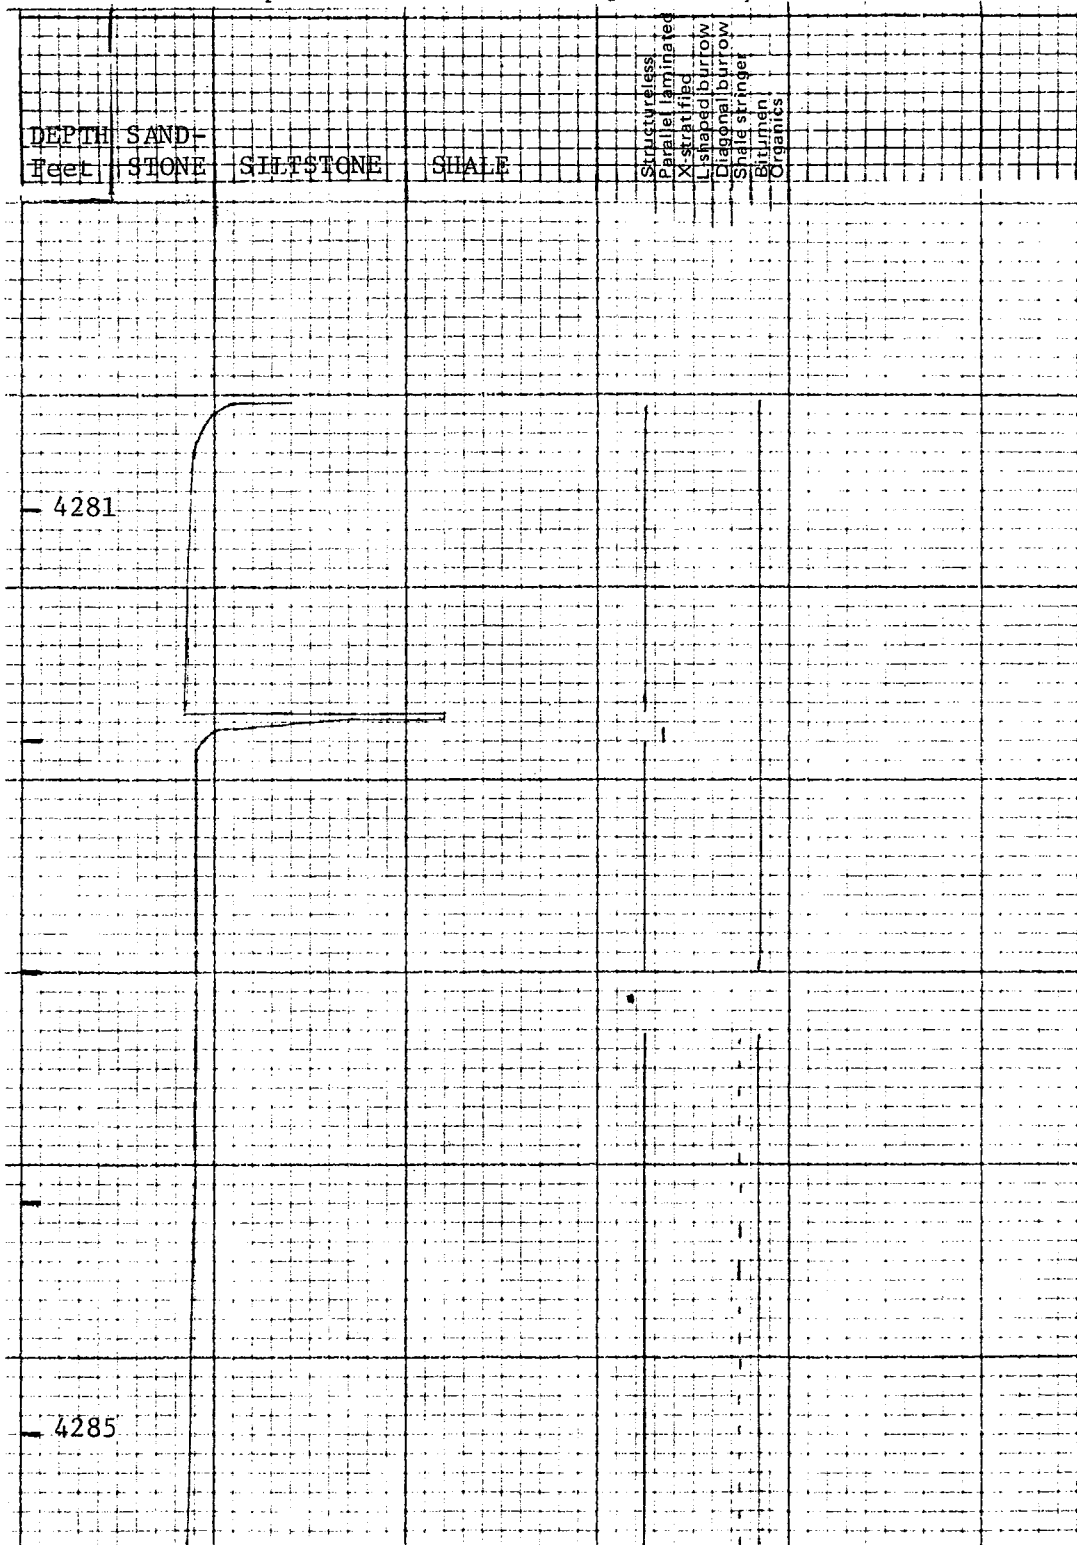 DEPTH SAND-
Feet STONE SILTSTONE SHALE
Structureless
Parallel laminated
X-stratified
L-shaped burrow
Diagonal burrow
Shale stringer
Bitumen
Organics
4281
4285